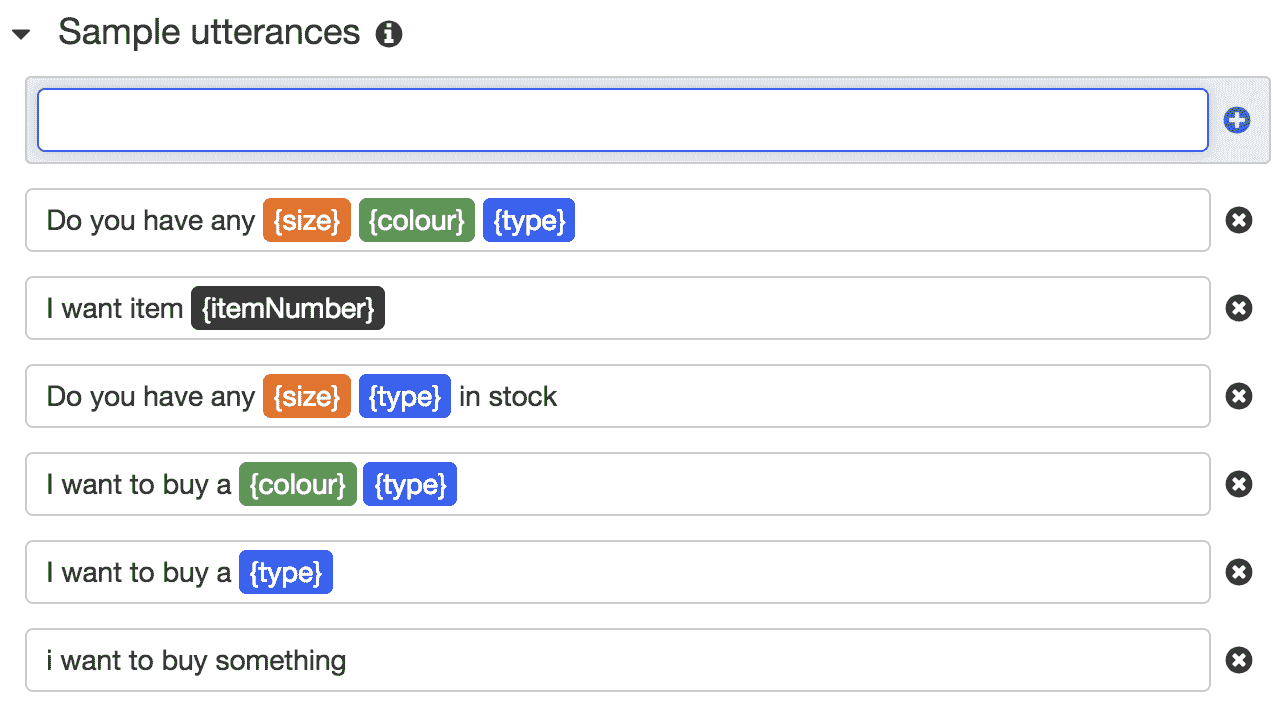 Sample utterances
Do you have any {size} {colour} {type}
I want item {itemNumber}
Do you have any {size} {type} in stock
I want to buy a {colour} {type}
I want to buy a {type}
i want to buy something